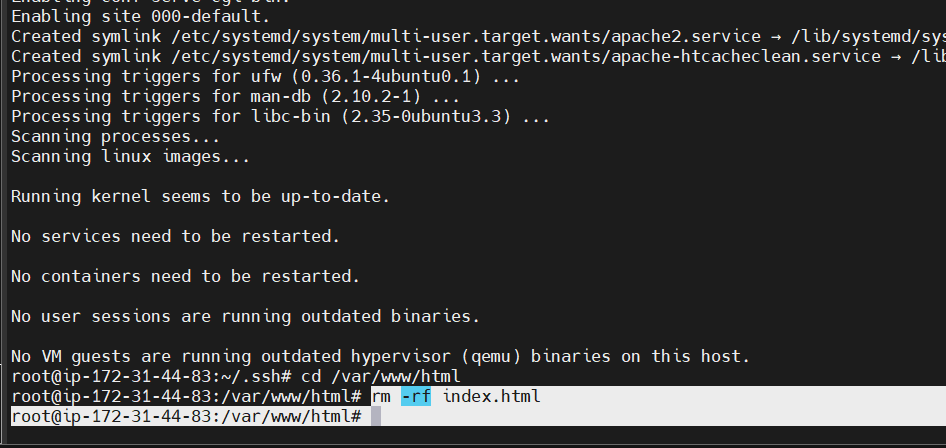 Enabling site 000-default.
Created symlink /etc/systemd/system/multi-user.target.wants/apache2.service → /lib/systemd/sys
Created symlink /etc/systemd/system/multi-user.target.wants/apache-htcacheclean.service → /lib
Processing triggers for ufw (0.36.1-4ubuntu0.1) ...
Processing triggers for man-db (2.10.2-1) ...
Processing triggers for libc-bin (2.35-0ubuntu3.3) ...
Scanning processes...
Scanning linux images...
Running kernel seems to be up-to-date.
No services need to be restarted.
No containers need to be restarted.
No user sessions are running outdated binaries.
No VM guests are running outdated hypervisor (qemu) binaries on this host.
root@ip-172-31-44-83:~/.ssh# cd /var/www/html
root@ip-172-31-44-83:/var/www/html# rm -rf index.html
root@ip-172-31-44-83:/var/www/html#